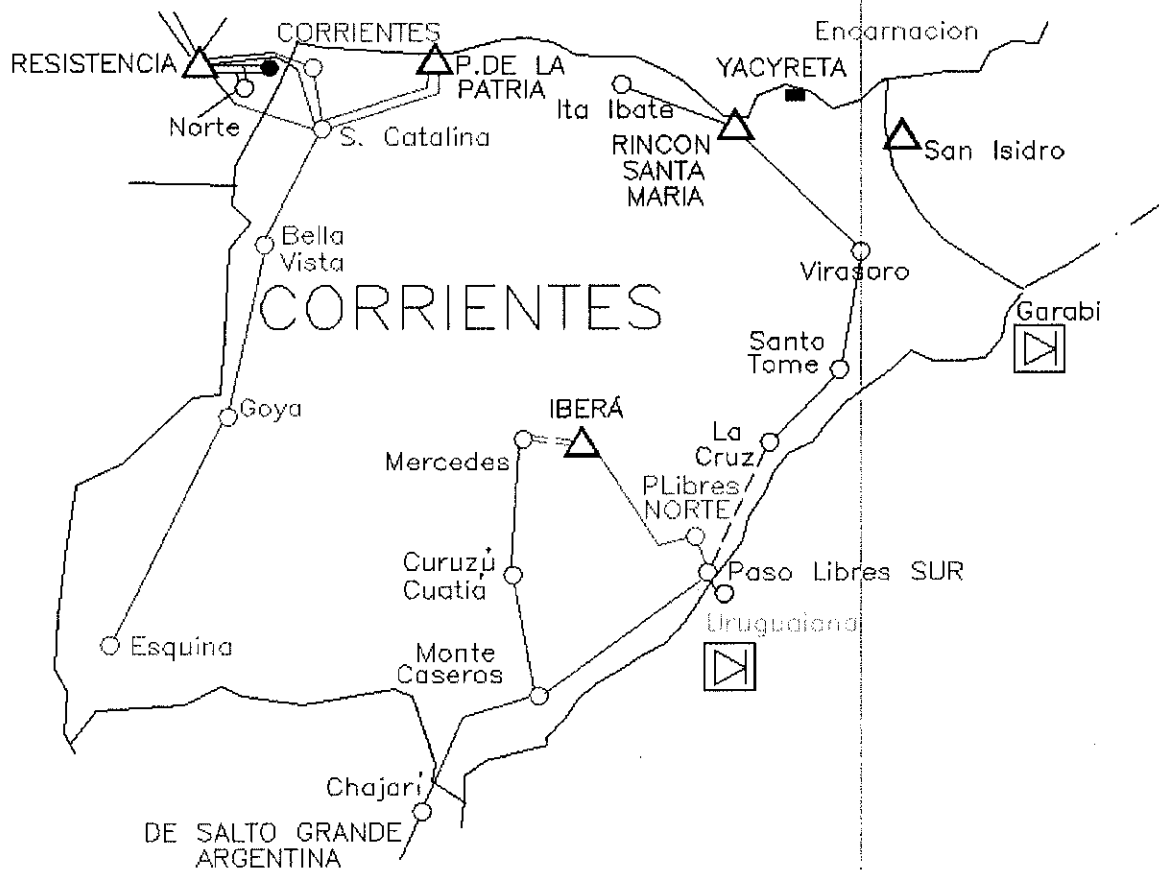 CORRIENTES
Encarnacion
RESISTENCIA
P.DE LA
PATRIA
YACYRETA
Ita Ibate
Norte
S. Catalina
RINCON
SANTA
MARIA
San Isidro
Bella
Vista
Virasoro
CORRIENTES
Garabi
Santo
Tome
Goya
IBERÁ
La
Cruz
Mercedes
PLibres
NORTE
Curuzú
Cuatiá
Paso Libres SUR
Uruguaiana
Esquina
Monte
Caseros
Chajarí
DE SALTO GRANDE
ARGENTINA